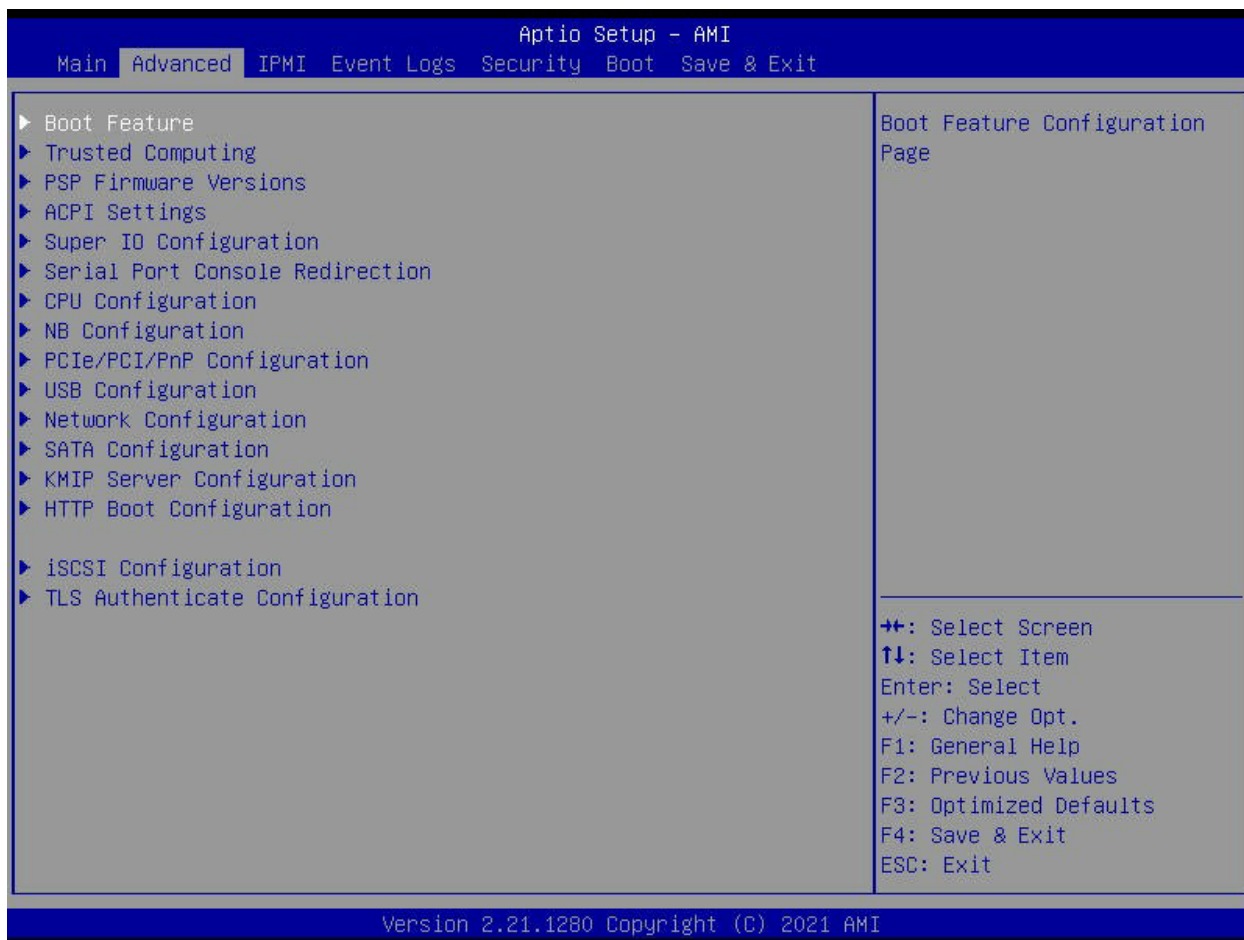 Aptio Setup – AMI
Main Advanced IPMI Event Logs Security Boot Save & Exit
▶ Boot Feature
▶ Trusted Computing
▶ PSP Firmware Versions
▶ ACPI Settings
▶ Super IO Configuration
▶ Serial Port Console Redirection
▶ CPU Configuration
▶ NB Configuration
▶ PCIe/PCI/PnP Configuration
▶ USB Configuration
▶ Network Configuration
▶ SATA Configuration
▶ KMIP Server Configuration
▶ HTTP Boot Configuration
▶ iSCSI Configuration
▶ TLS Authenticate Configuration
Boot Feature Configuration
Page
→←: Select Screen
↑↓: Select Item
Enter: Select
+/-: Change Opt.
F1: General Help
F2: Previous Values
F3: Optimized Defaults
F4: Save & Exit
ESC: Exit
Version 2.21.1280 Copyright (C) 2021 AMI